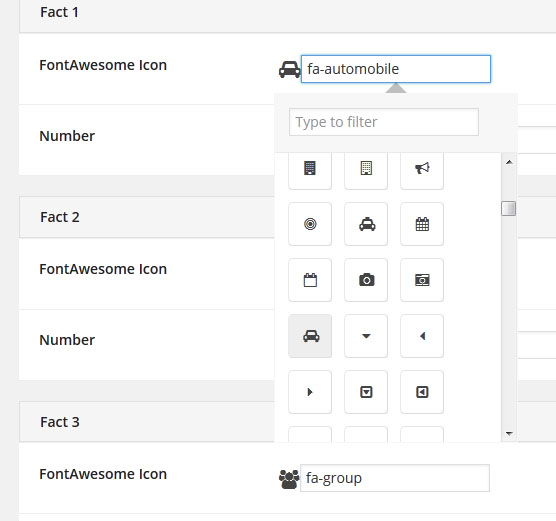 Fact 1
FontAwesome Icon
fa-automobile
Type to filter
Number
Fact 2
FontAwesome Icon
Number
Fact 3
FontAwesome Icon
fa-group